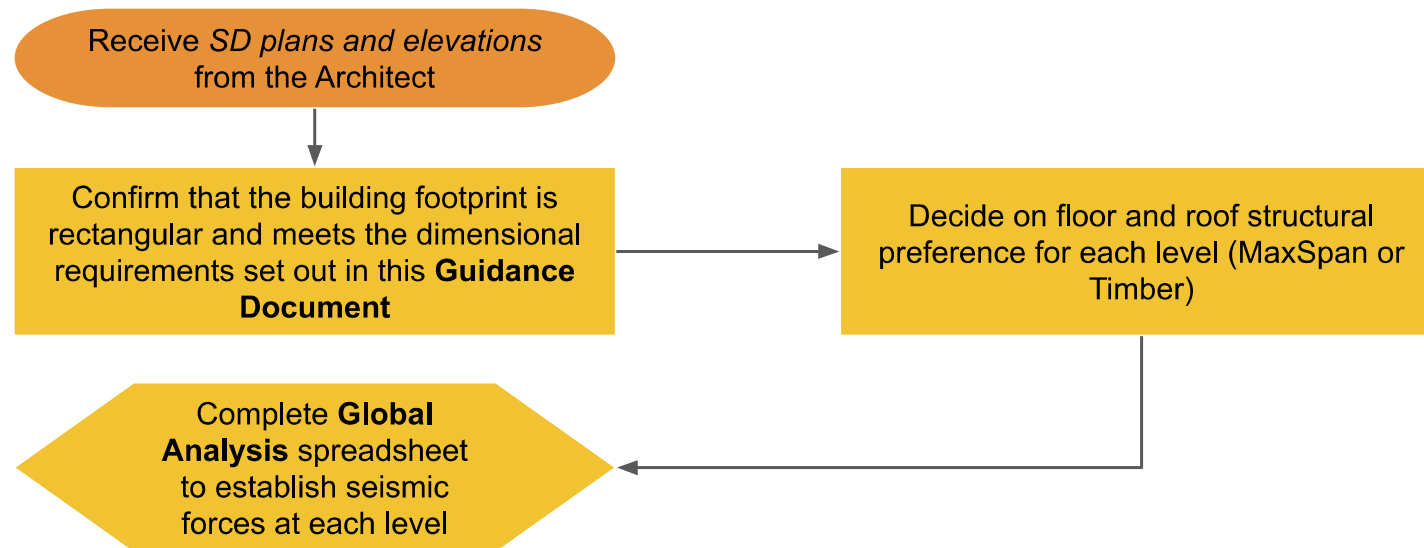 Receive SD plans and elevations
from the Architect
Confirm that the building footprint is
rectangular and meets the dimensional
requirements set out in this Guidance
Document
Decide on floor and roof structural
preference for each level (MaxSpan or
Timber)
Complete Global
Analysis spreadsheet
to establish seismic
forces at each level